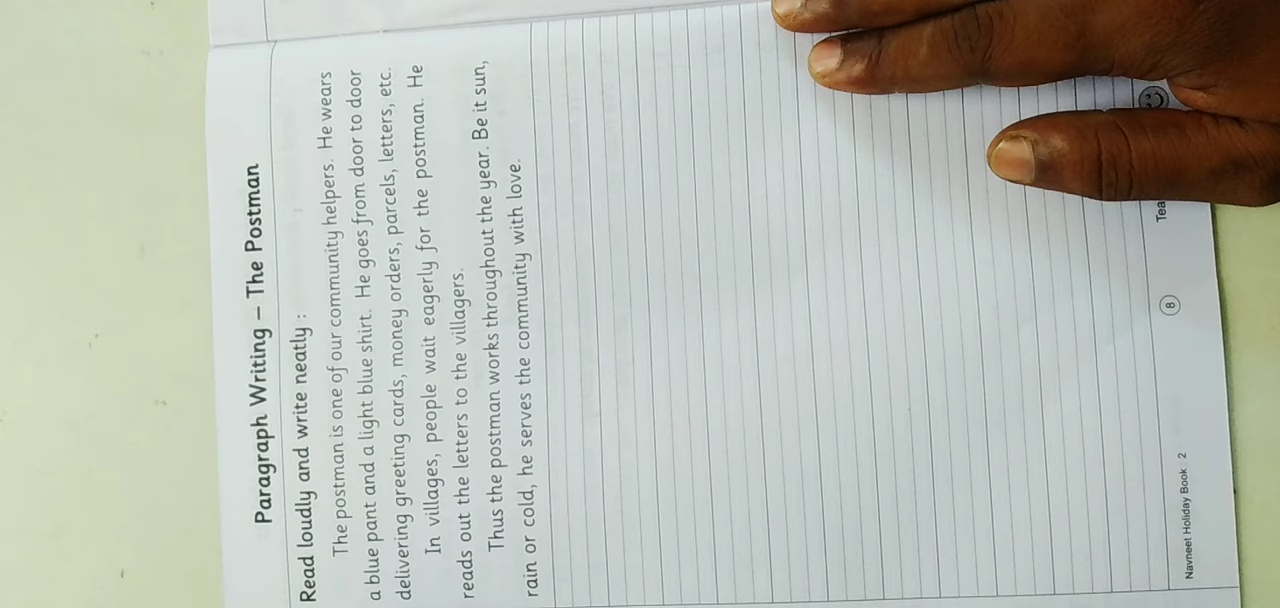 Paragraph Writing – The Postman
Read loudly and write neatly :
The postman is one of our community helpers. He wears
a blue pant and a light blue shirt. He goes from door to door
delivering greeting cards, money orders, parcels, letters, etc.
In villages, people wait eagerly for the postman. He
reads out the letters to the villagers.
Thus the postman works throughout the year. Be it sun,
rain or cold, he serves the community with love.
Navneet Holiday Book 2
8